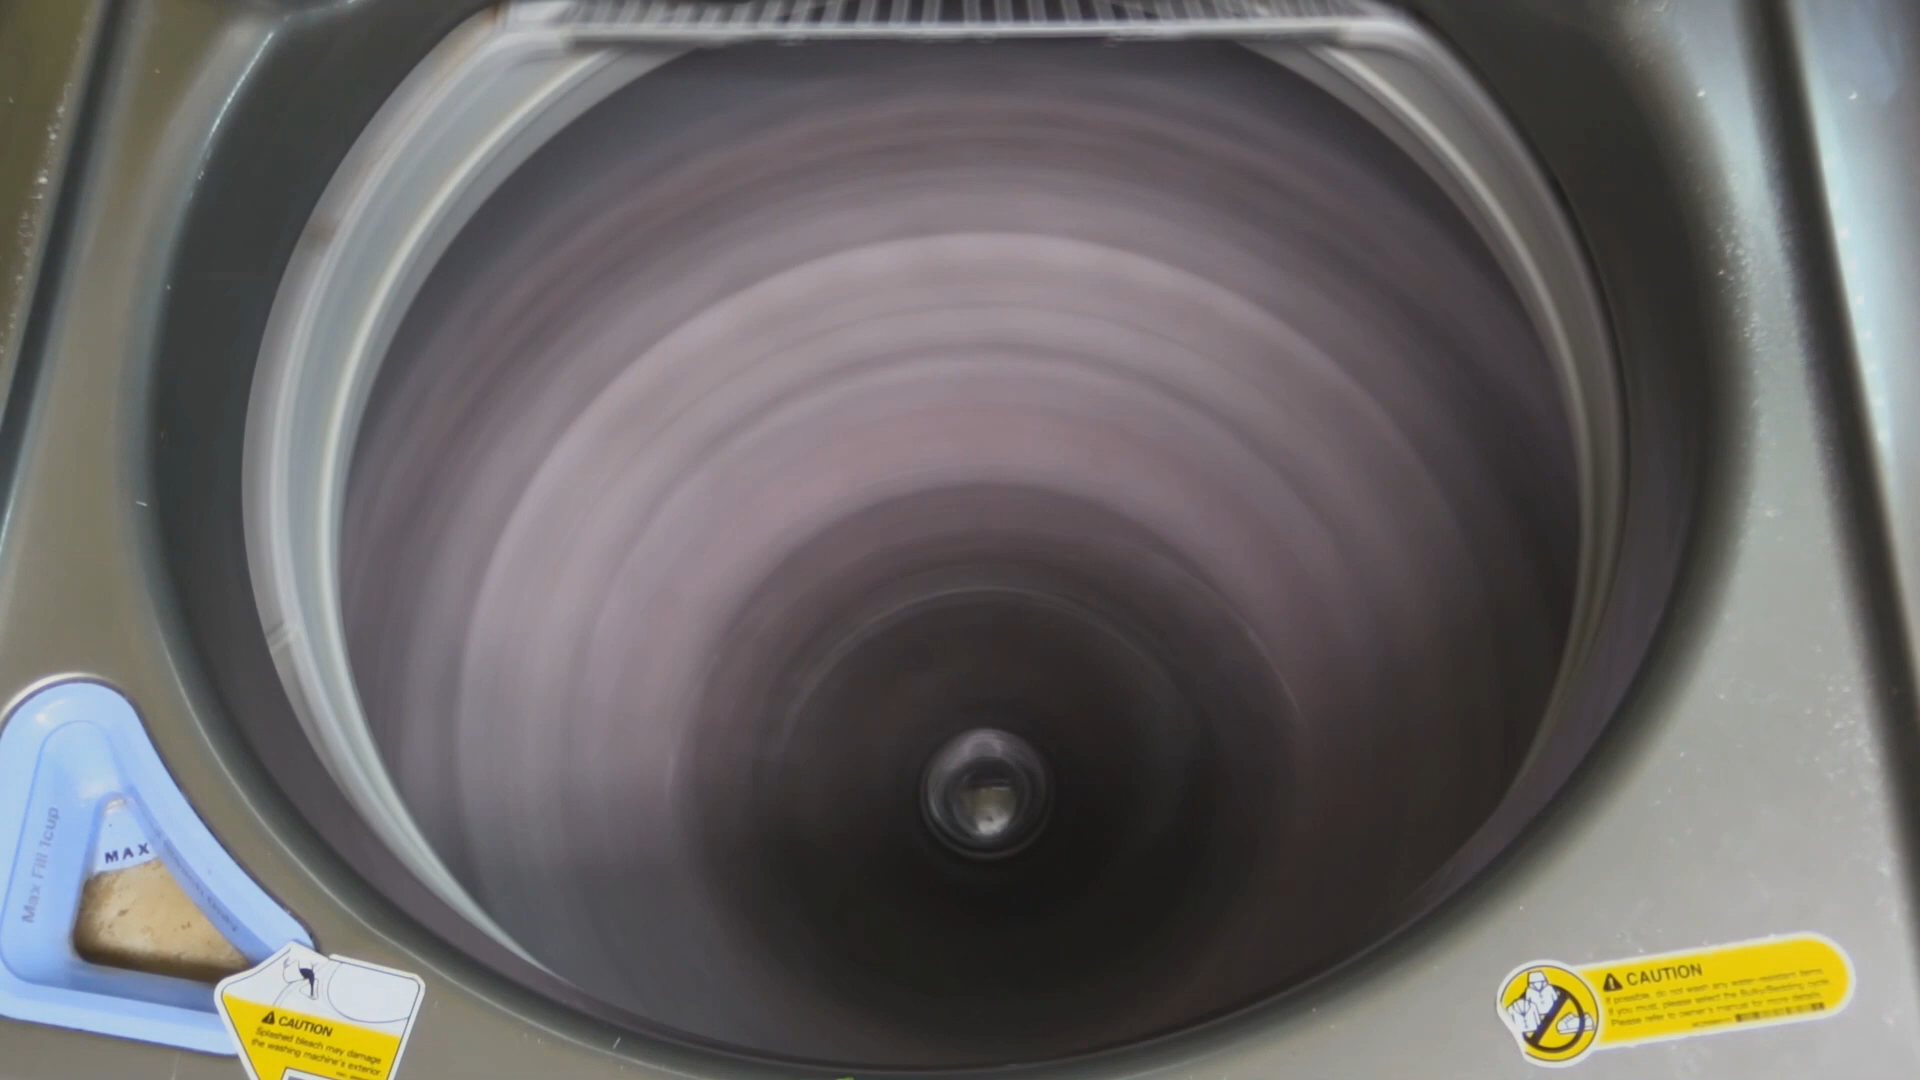 Max Fill 1cup
MAX
CAUTION
Splashed bleach may damage
the washing machine's exterior.
CAUTION
If possible, do not wash any water-resistant items.
If you must, please select the Bulky/Bedding cycle.
Please refer to owner's manual for more details.